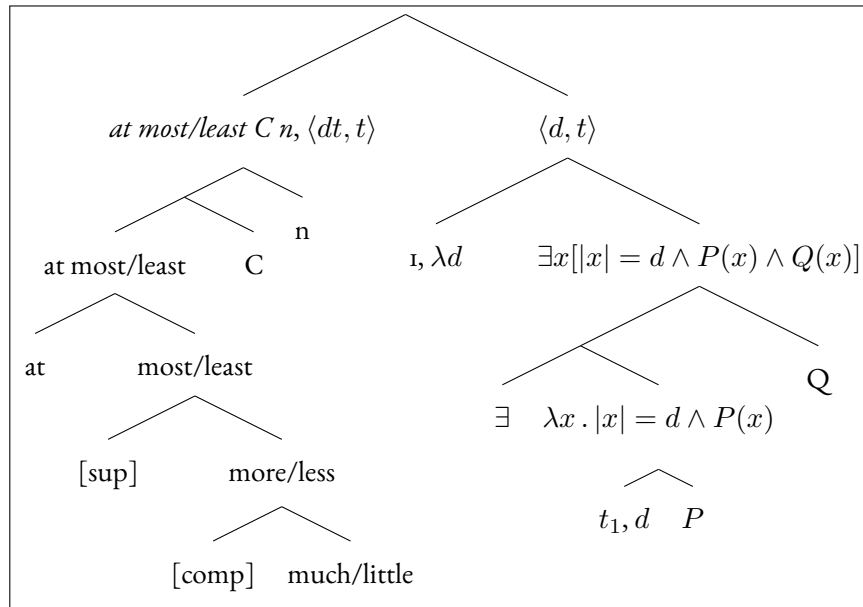 at most/least C n, ⟨dt, t⟩ ⟨d, t⟩
n
at most/least C 1, λd ∃x[|x| = d ∧ P(x) ∧ Q(x)]
at most/least Q
∃ λx . |x| = d ∧ P(x)
[sup] more/less
t₁, d P
[comp] much/little